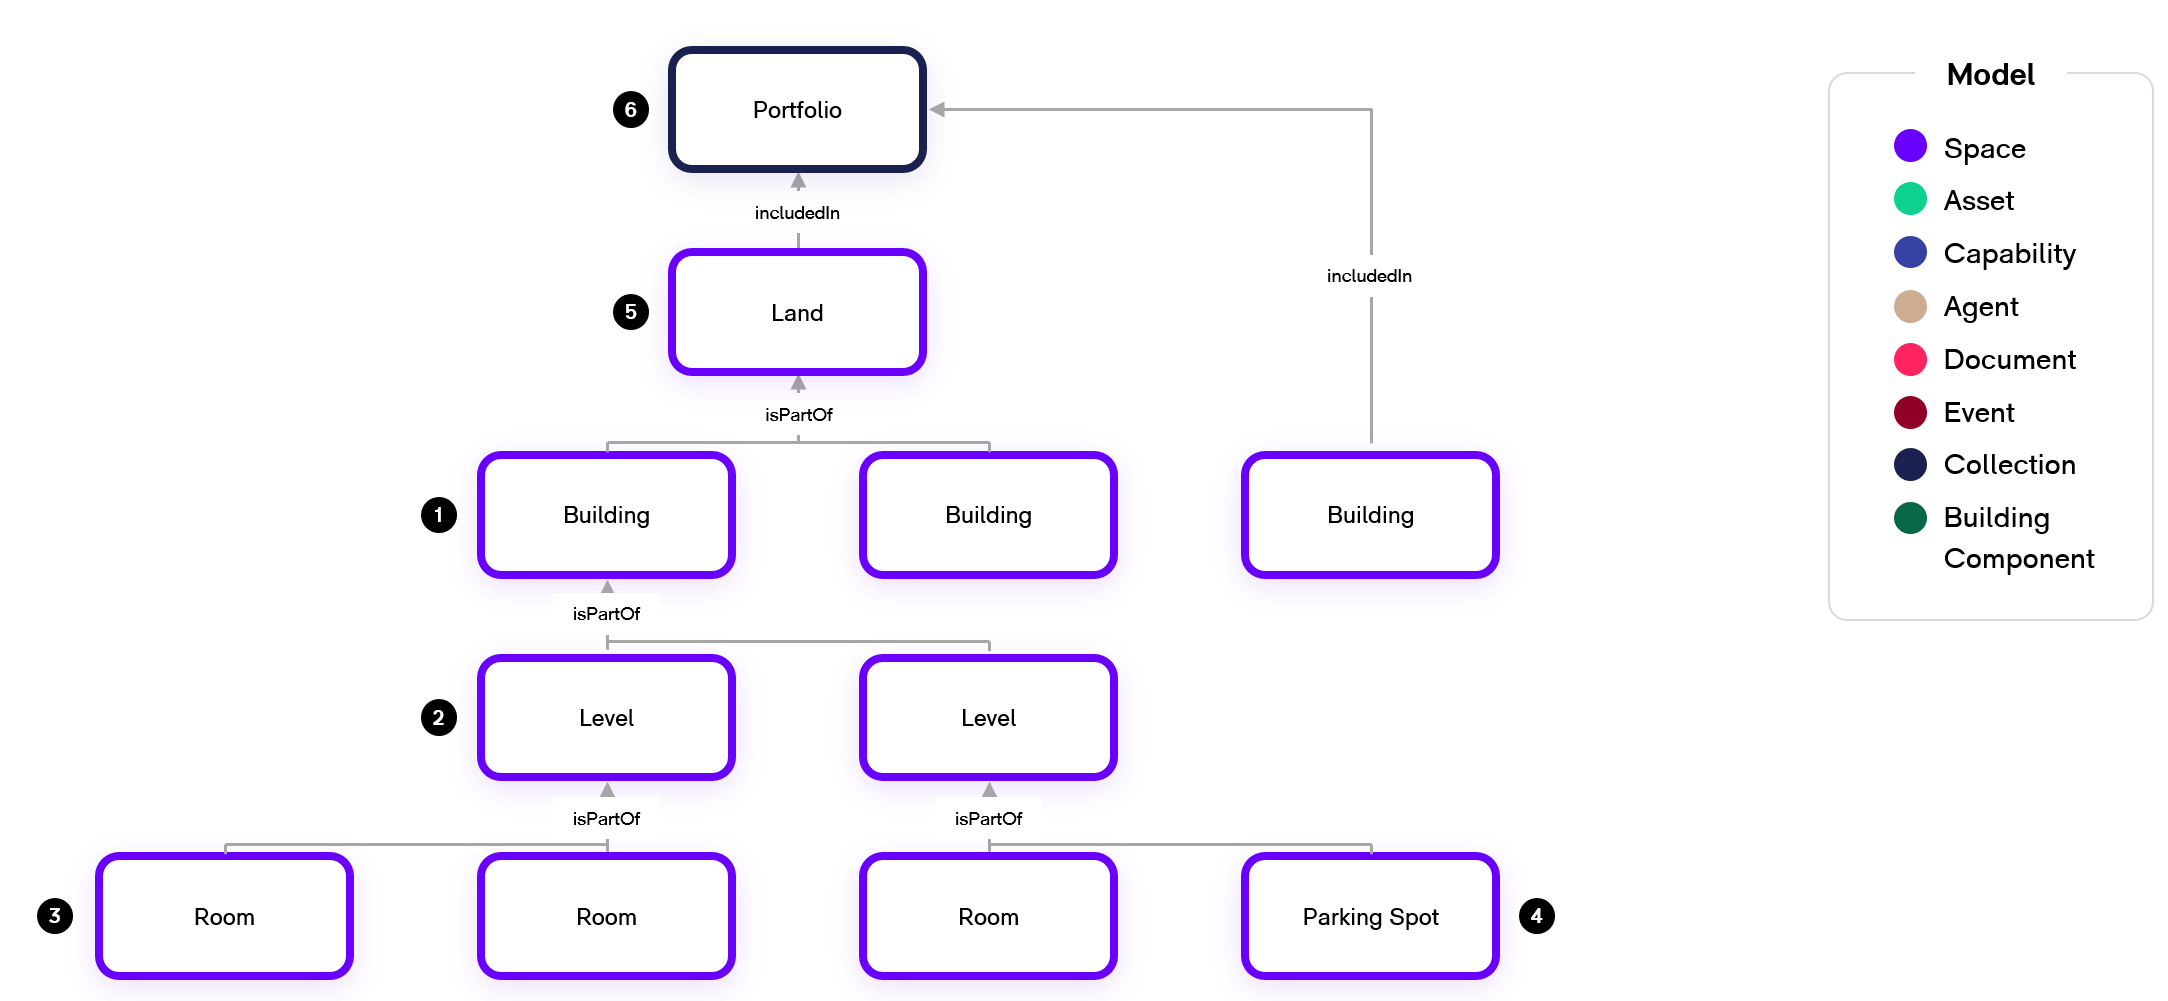 6
Portfolio
includedIn
5
Land
includedIn
isPartOf
1
Building
Building
Building
isPartOf
2
Level
Level
isPartOf
isPartOf
3
Room
Room
Room
Parking Spot
4
Model
Space
Asset
Capability
Agent
Document
Event
Collection
Building
Component